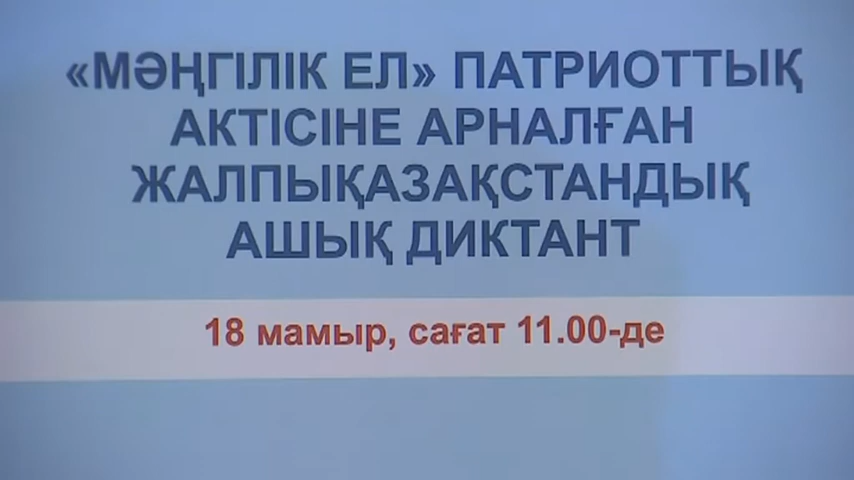 «МӘҢГІЛІК ЕЛ» ПАТРИОТТЫҚ
АКТІСІНЕ АРНАЛҒАН
ЖАЛПЫҚАЗАҚСТАНДЫҚ
АШЫҚ ДИКТАНТ
18 мамыр, сағат 11.00-де